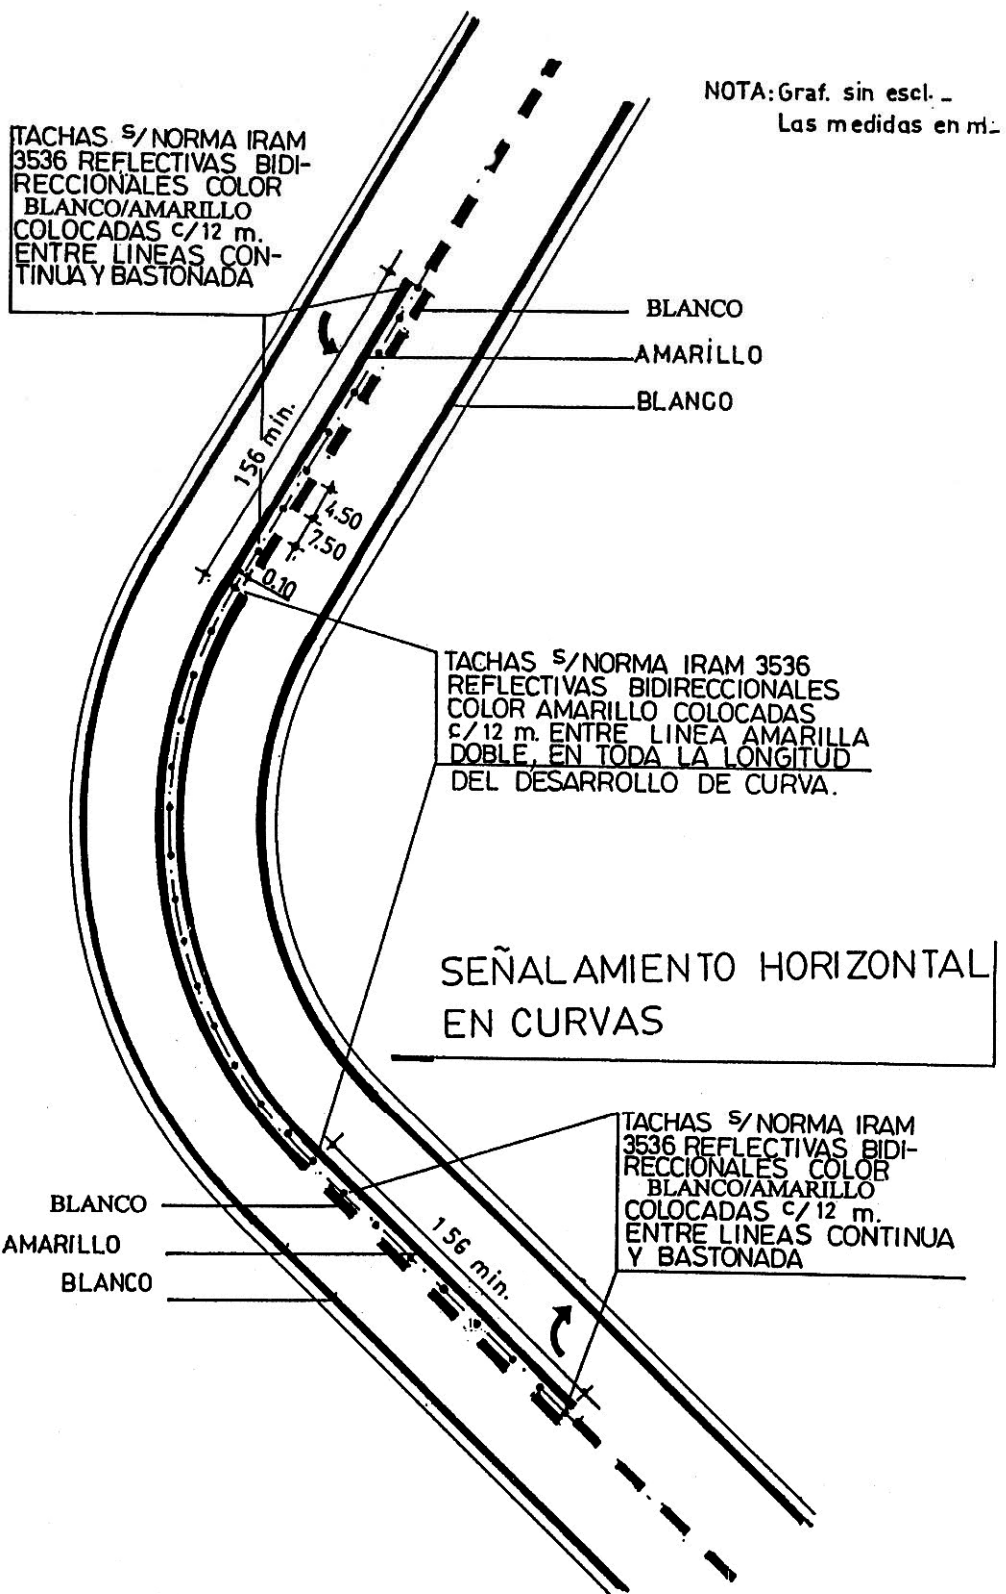 NOTA: Graf. sin escl. _
Las medidas en m._
TACHAS S/NORMA IRAM
3536 REFLECTIVAS BIDI-
RECCIONALES COLOR
BLANCO/AMARILLO
COLOCADAS C/12 m.
ENTRE LINEAS CON-
TINUA Y BASTONADA
BLANCO
AMARILLO
BLANCO
156 min.
4.50
7.50
0.10
TACHAS S/NORMA IRAM 3536
REFLECTIVAS BIDIRECCIONALES
COLOR AMARILLO COLOCADAS
C/12 m. ENTRE LINEA AMARILLA
DOBLE, EN TODA LA LONGITUD
DEL DESARROLLO DE CURVA.
SEÑALAMIENTO HORIZONTAL
EN CURVAS
TACHAS S/NORMA IRAM
3536 REFLECTIVAS BIDI-
RECCIONALES COLOR
BLANCO/AMARILLO
COLOCADAS C/12 m.
ENTRE LINEAS CONTINUA
Y BASTONADA
BLANCO
AMARILLO
BLANCO
156 min.